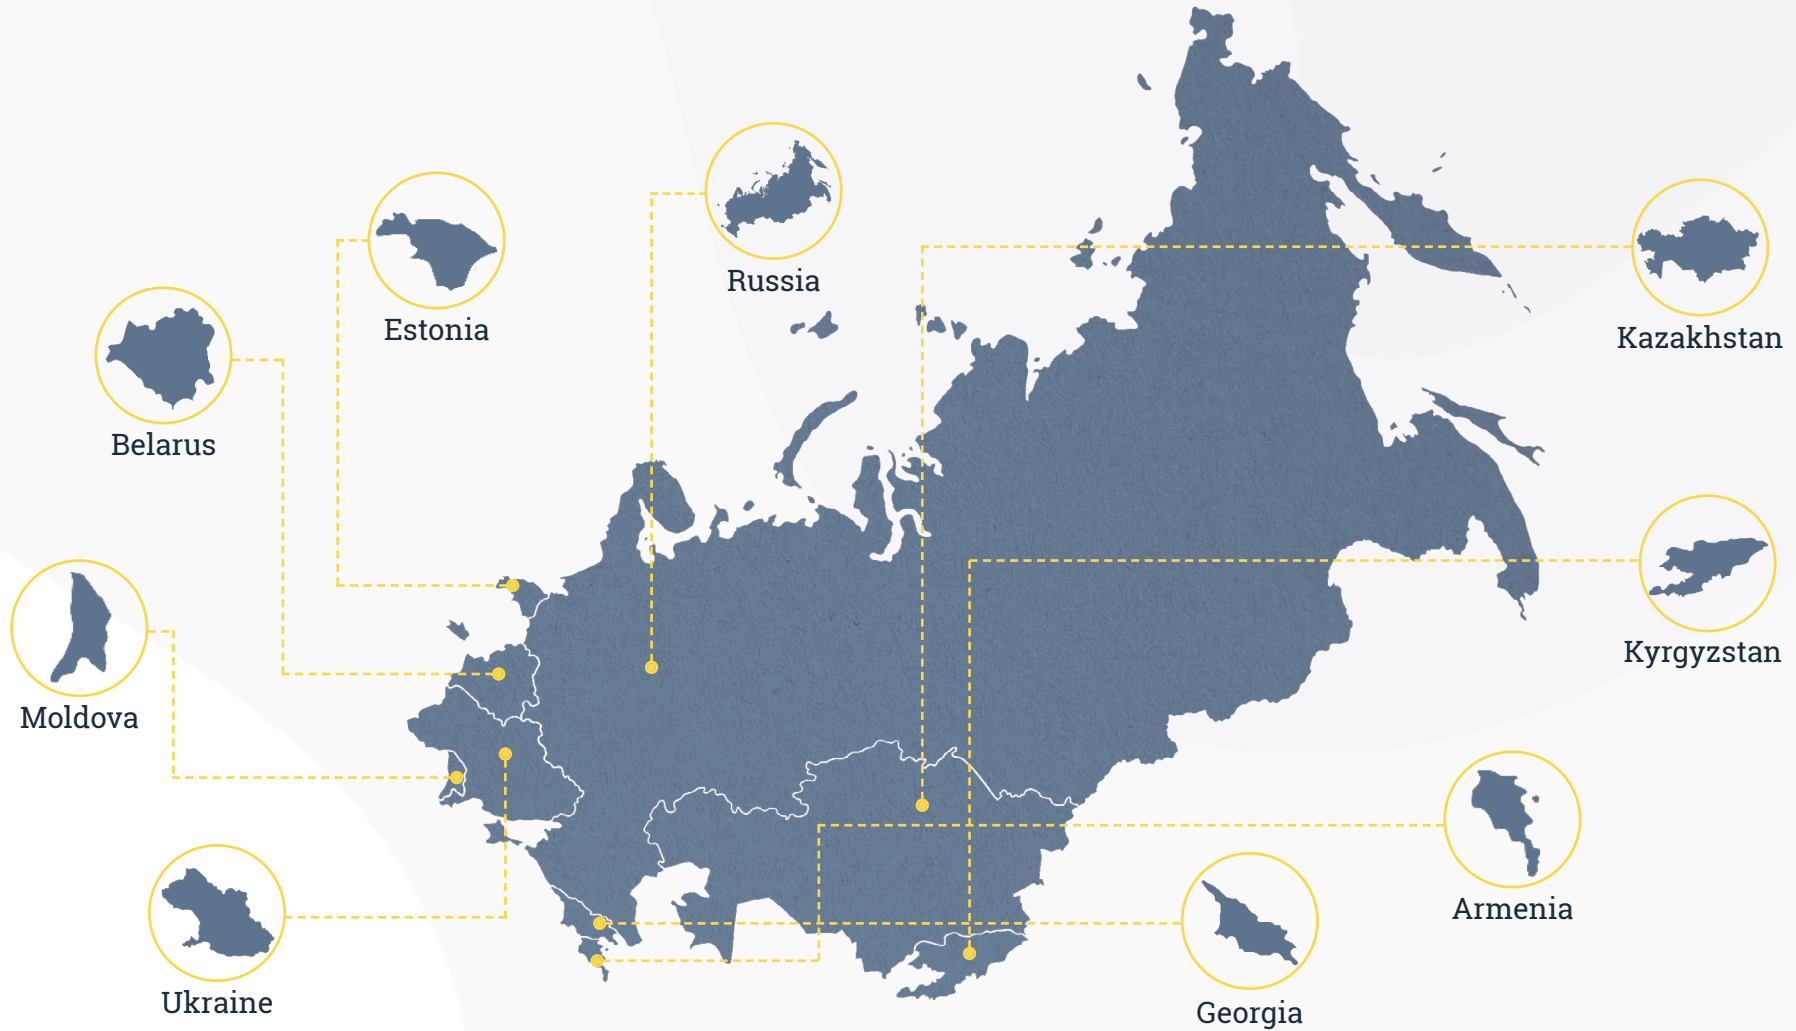 Russia
Estonia
Kazakhstan
Belarus
Kyrgyzstan
Moldova
Armenia
Ukraine
Georgia